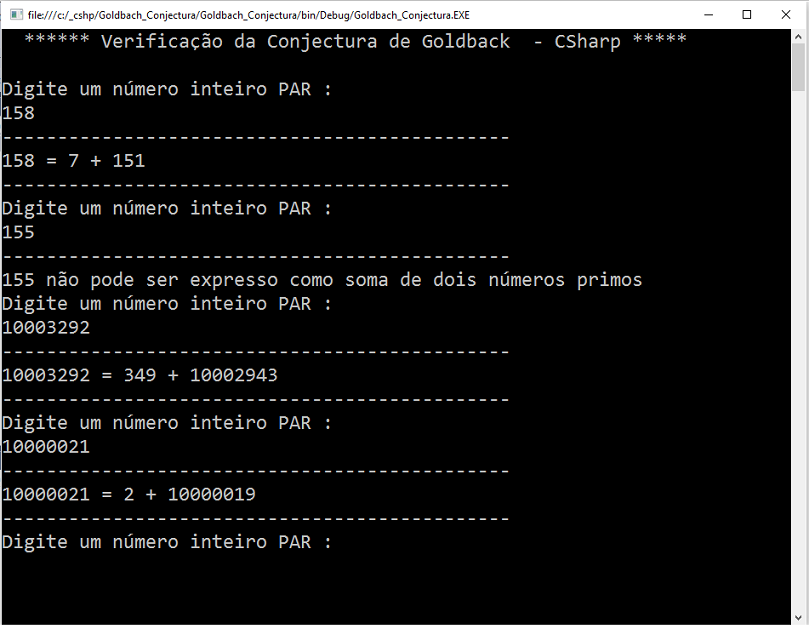 file:///c:/_cshp/Goldbach_Conjectura/Goldbach_Conjectura/bin/Debug/Goldbach_Conjectura.EXE
****** Verificação da Conjectura de Goldback  - CSharp *****
Digite um número inteiro PAR :
158
----------------------------------------------
158 = 7 + 151
----------------------------------------------
Digite um número inteiro PAR :
155
----------------------------------------------
155 não pode ser expresso como soma de dois números primos
Digite um número inteiro PAR :
10003292
----------------------------------------------
10003292 = 349 + 10002943
----------------------------------------------
Digite um número inteiro PAR :
10000021
----------------------------------------------
10000021 = 2 + 10000019
----------------------------------------------
Digite um número inteiro PAR :